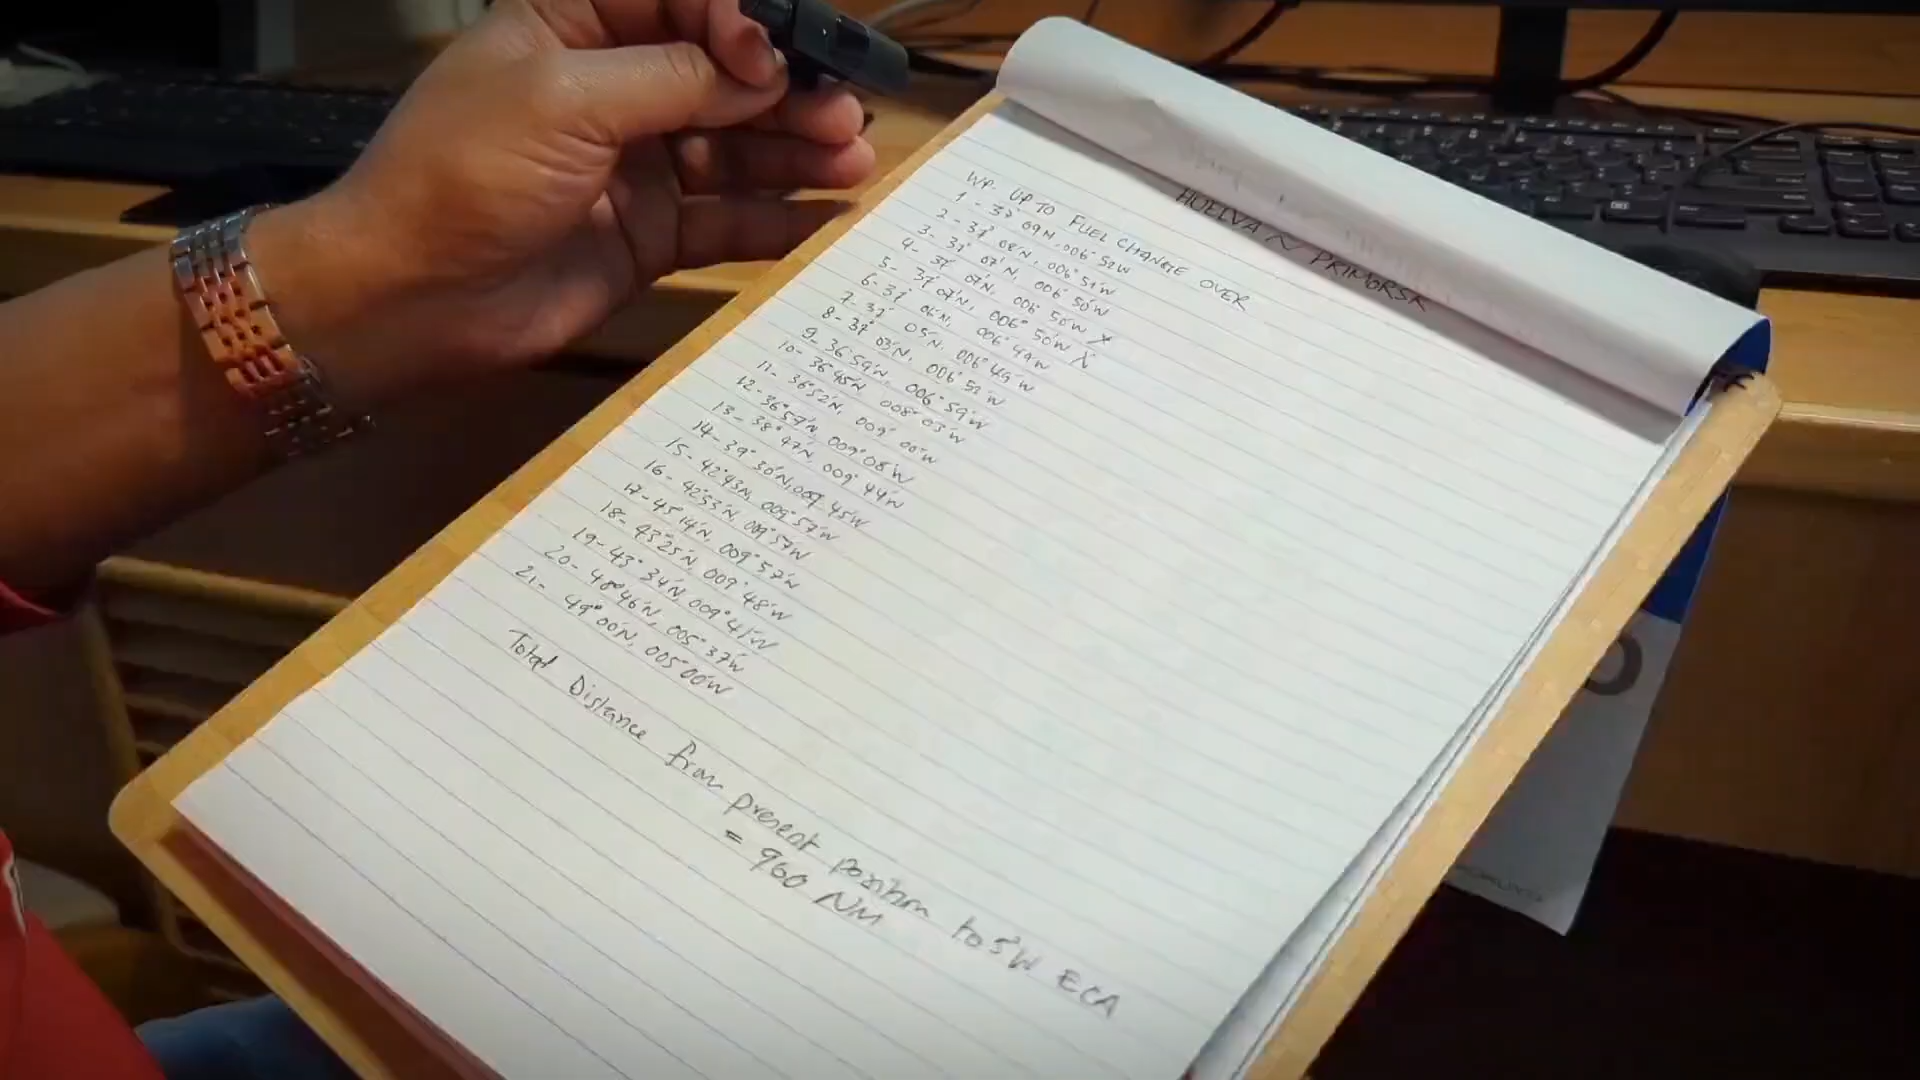 HUELVA ~ PRIMORSK
WP- UPTO FUEL CHANGE OVER
1 - 37° 09'N, 006° 52'W
2 - 37° 08'N, 006° 51'W
3- 37° 07'N, 006° 50'W
4- 37° 07'N, 006° 50'W X
5- 37° 07'N, 006° 50'W X
6- 37° 06'N, 006° 49'W
7- 37° 05'N, 006° 49'W
8- 37° 03'N, 006° 51'W
9- 36° 59'N, 006° 59'W
10- 36° 45'N 008° 03'W
11- 36° 52'N, 009° 00'W
12- 36° 57'N, 009° 08'W
13- 38° 47'N, 009° 44'W
14- 39° 30'N, 009° 45'W
15- 42° 43'N, 009° 57'W
16- 42° 53'N, 009° 57'W
17- 45° 14'N, 009° 57'W
18- 43° 25'N, 009° 48'W
19- 43° 34'N, 009° 41'W
20- 48° 46'N, 005° 37'W
21- 49° 00'N, 005° 00'W
Total Distance from present position to 5°W ECA
= 960 NM